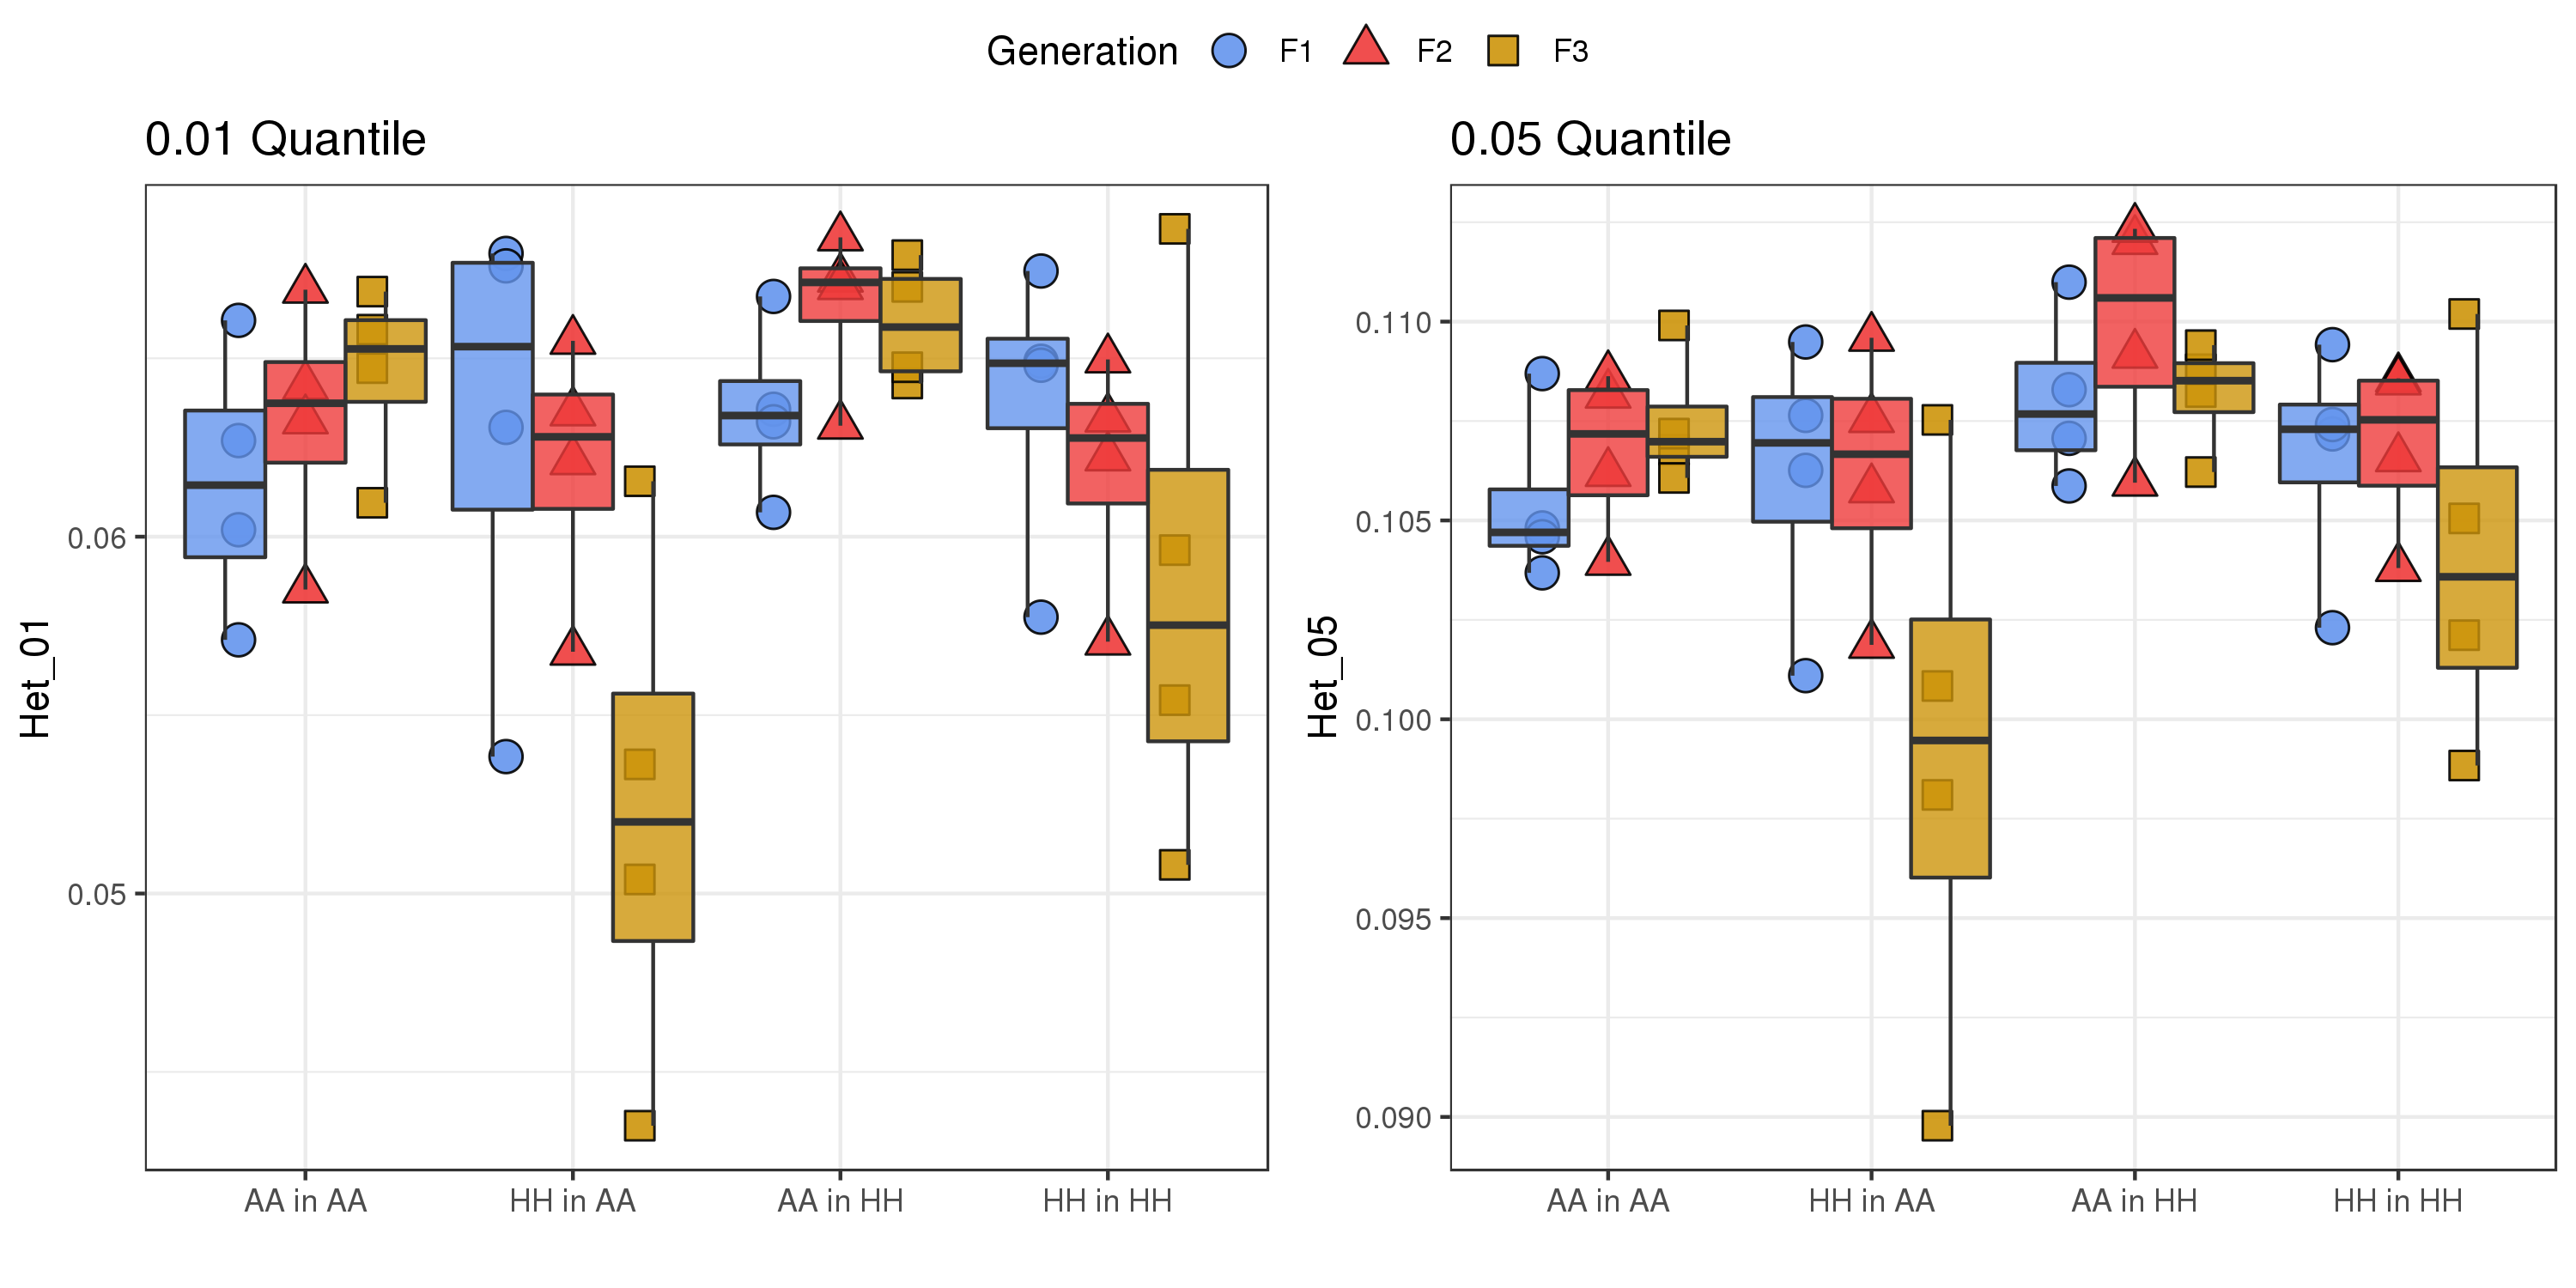 Generation F1 F2 F3
0.01 Quantile
Het_01
0.06
0.05
AA in AA HH in AA AA in HH HH in HH
0.05 Quantile
Het_05
0.110
0.105
0.100
0.095
0.090
AA in AA HH in AA AA in HH HH in HH